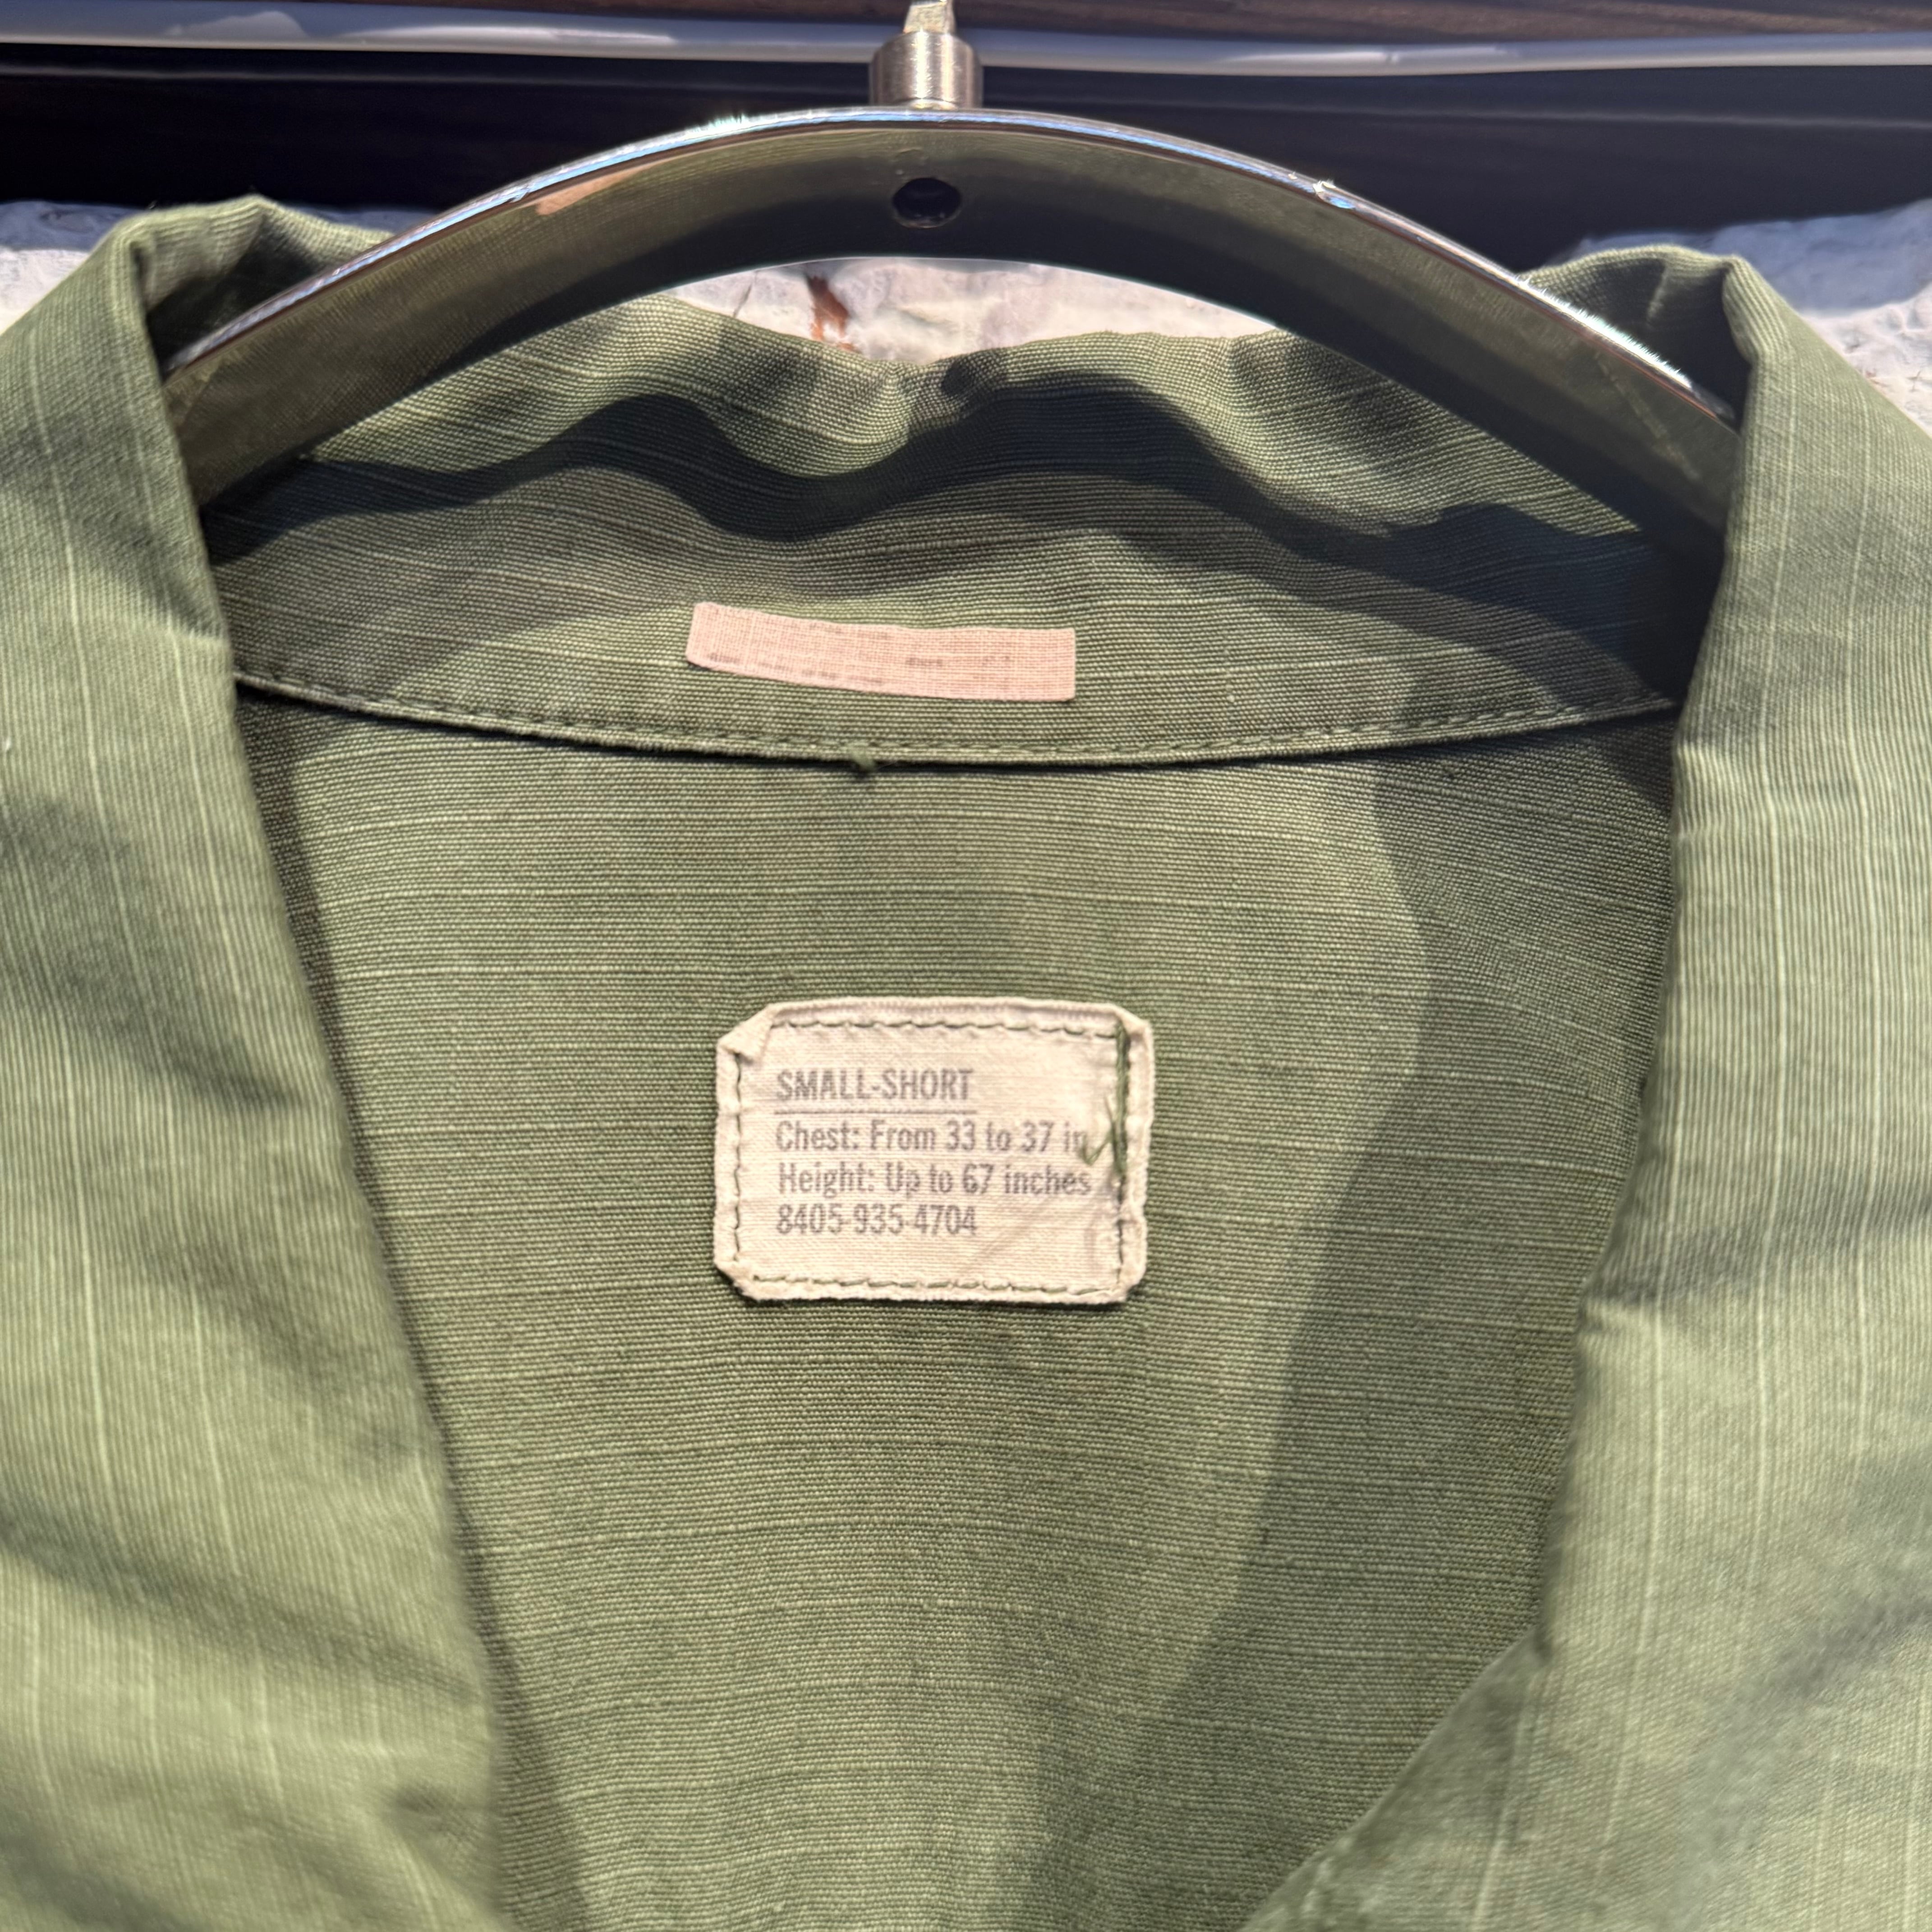 SMALL-SHORT
Chest: From 33 to 37 in
Height: Up to 67 inches
8405-935-4704